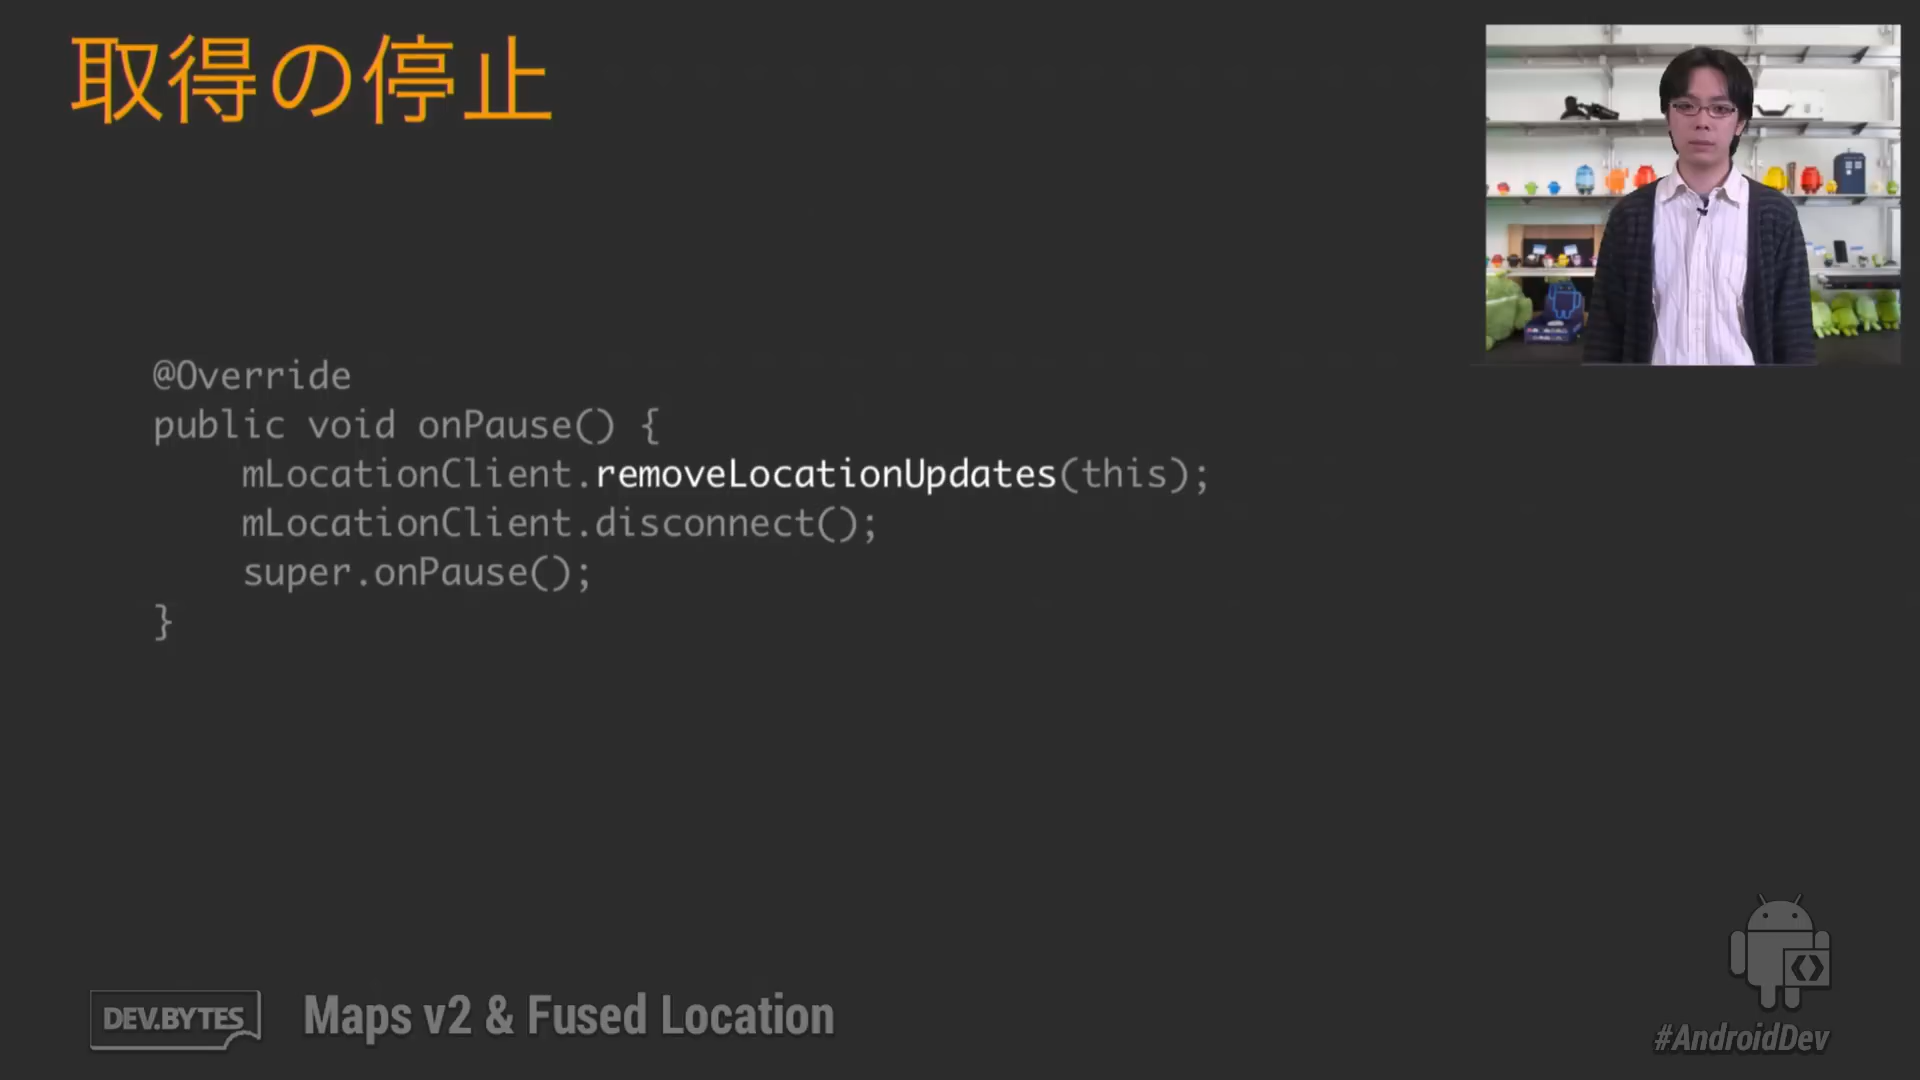 取得の停止
@Override
public void onPause() {
mLocationClient.removeLocationUpdates(this);
mLocationClient.disconnect();
super.onPause();
}
DEV.BYTES
Maps v2 & Fused Location
#AndroidDev